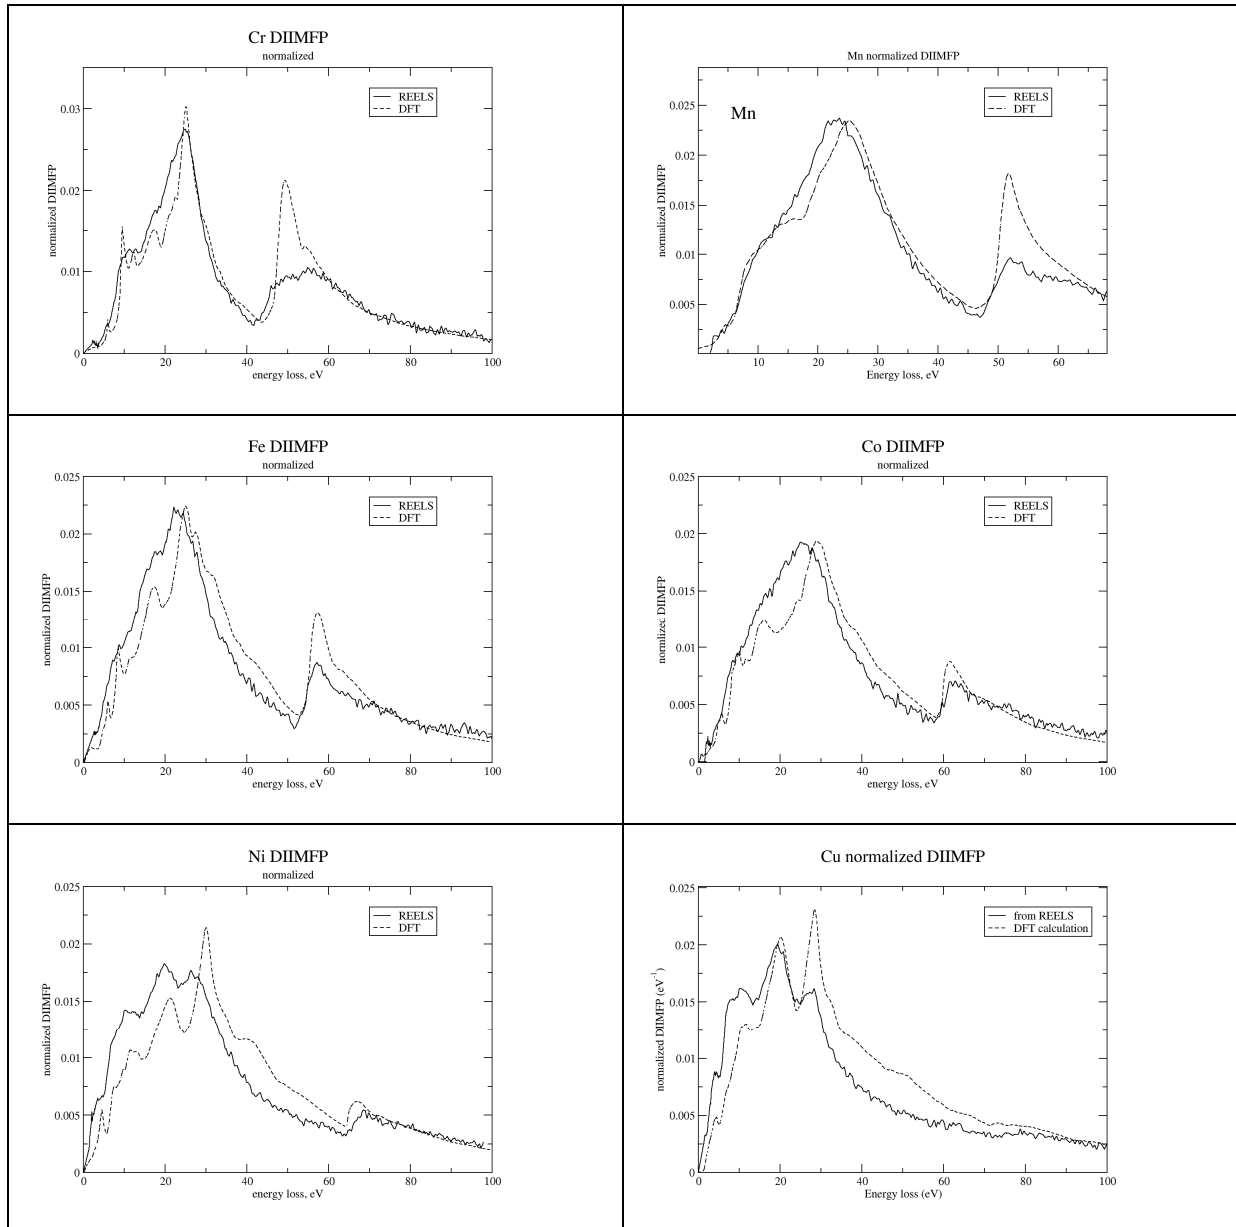 Cr DIIMFP
normalized
REELS
DFT
0.03
0.02
0.01
0
normalized DIIMFP
0
20
40
60
80
100
energy loss, eV
Mn normalized DIIMFP
Mn
REELS
DFT
0.025
0.02
0.015
0.01
0.005
normalized DIIMFP
10
20
30
40
50
60
Energy loss, eV
Fe DIIMFP
normalized
REELS
DFT
0.025
0.02
0.015
0.01
0.005
0
normalized DIIMFP
0
20
40
60
80
100
energy loss, eV
Co DIIMFP
normalized
REELS
DFT
0.025
0.02
0.015
0.01
0.005
0
normlizec DIIMFP
0
20
40
60
80
100
energy loss, eV
Ni DIIMFP
normalized
REELS
DFT
0.025
0.02
0.015
0.01
0.005
0
normalized DIIMFP
0
20
40
60
80
100
energy loss, eV
Cu normalized DIIMFP
from REELS
DFT calculation
0.025
0.02
0.015
0.01
0.005
0
normalized DIIMFP (eV⁻¹)
0
20
40
60
80
100
Energy loss (eV)